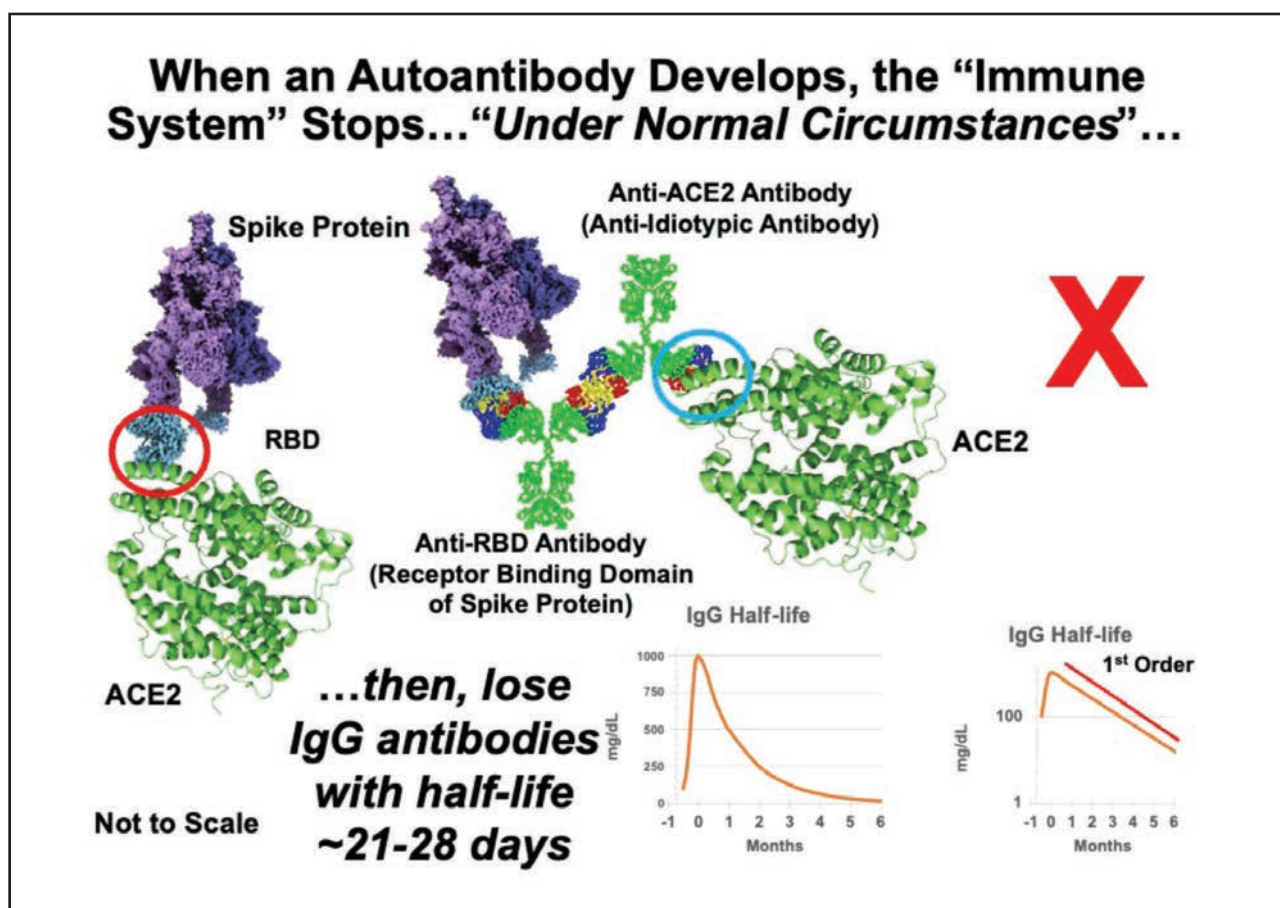 When an Autoantibody Develops, the “Immune
System” Stops…“Under Normal Circumstances”…
Spike Protein
Anti-ACE2 Antibody
(Anti-Idiotypic Antibody)
RBD
ACE2
X
ACE2
Anti-RBD Antibody
(Receptor Binding Domain
of Spike Protein)
…then, lose
IgG antibodies
with half-life
~21-28 days
Not to Scale
IgG Half-life
1000
750
500
250
0
mg/dL
-1 0 1 2 3 4 5 6
Months
IgG Half-life
1st Order
100
1
mg/dL
-1 0 1 2 3 4 5 6
Months